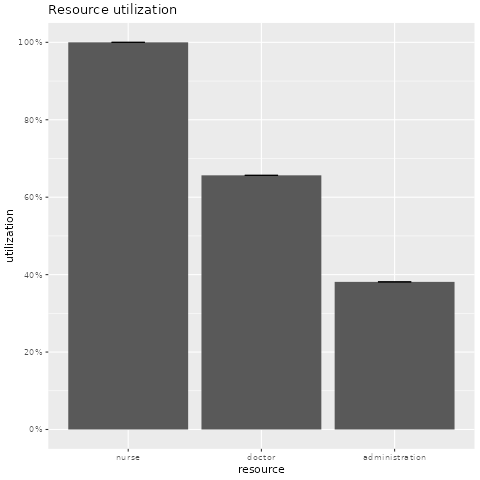 Resource utilization
100%
80%
60%
40%
20%
0%
utilization
nurse
doctor
administration
resource